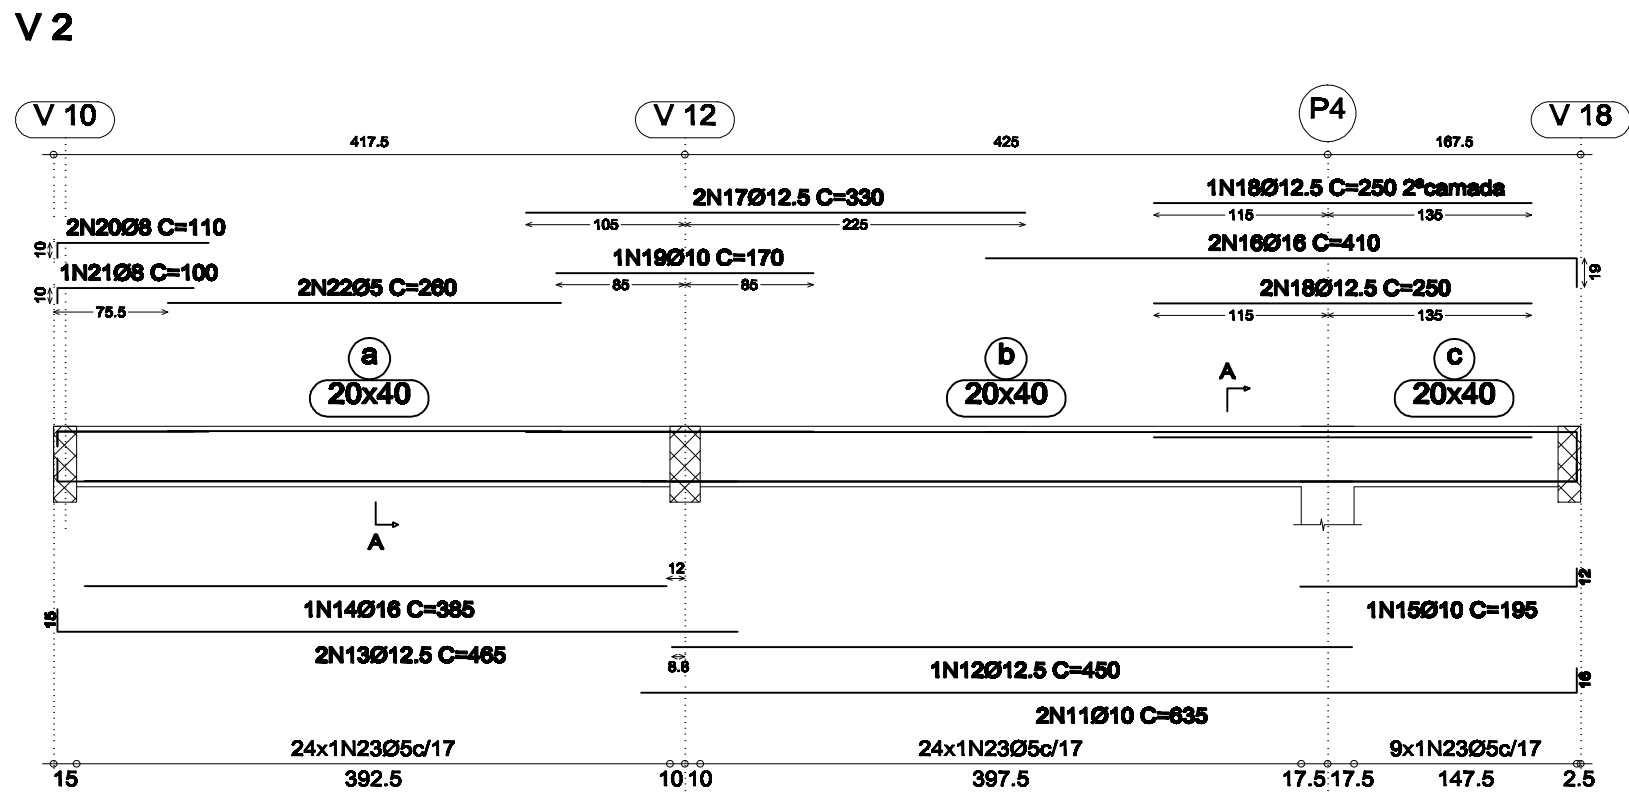 V 2
V 10
V 12
P4
V 18
417.5
425
167.5
2N17Ø12.5 C=330
1N18Ø12.5 C=250 2ªcamada
105
225
115
135
2N20Ø8 C=110
10
2N16Ø16 C=410
19
1N19Ø10 C=170
85
85
1N21Ø8 C=100
10
2N22Ø5 C=260
2N18Ø12.5 C=250
75.5
115
135
a
b
c
20x40
20x40
20x40
A
A
12
12
1N14Ø16 C=385
1N15Ø10 C=195
15
2N13Ø12.5 C=465
8.8
1N12Ø12.5 C=450
16
2N11Ø10 C=635
24x1N23Ø5c/17
24x1N23Ø5c/17
9x1N23Ø5c/17
15
392.5
10
10
397.5
17.5
17.5
147.5
2.5